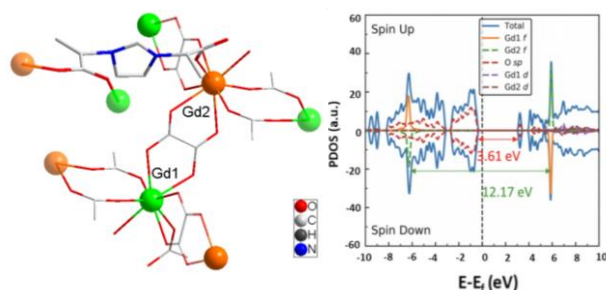 Gd2
Gd1
O
C
H
N
Spin Up
Total
Gd1 f
Gd2 f
O sp
Gd1 d
Gd2 d
3.61 eV
12.17 eV
Spin Down
PDOS (a.u.)
60
40
20
0
-20
-40
-60
-10 -8 -6 -4 -2 0 2 4 6 8 10
E-Ef (eV)